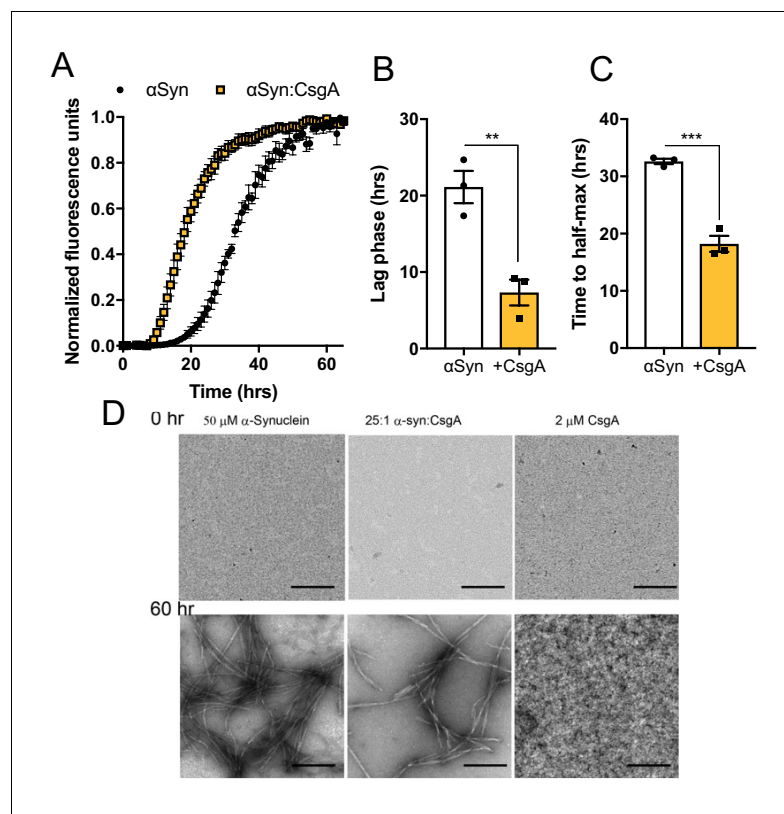 A
αSyn
αSyn:CsgA
Normalized fluorescence units
1.0
0.8
0.6
0.4
0.2
0.0
0
20
40
60
Time (hrs)
B
Lag phase (hrs)
30
20
10
0
**
αSyn +CsgA
C
Time to half-max (hrs)
40
30
20
10
0
***
αSyn +CsgA
D
0 hr
50 μM α-Synuclein
25:1 α-syn:CsgA
2 μM CsgA
60 hr